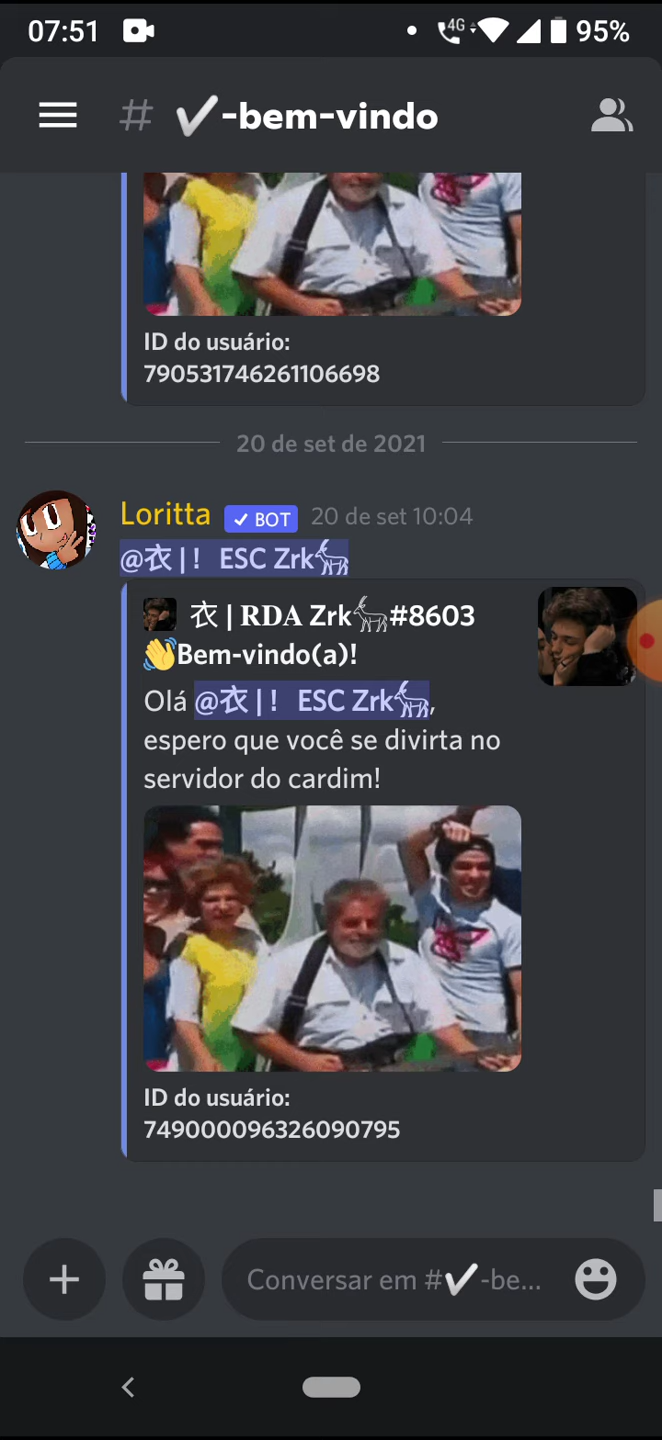 07:51 4G 95%
# ✔-bem-vindo
ID do usuário:
790531746261106698
20 de set de 2021
Loritta ✓ BOT 20 de set 10:04
@衣 | ! ESC Zrk🐐
衣 | 𝐑𝐃𝐀 Zrk🐐#8603
👋Bem-vindo(a)!
Olá @衣 | ! ESC Zrk🐐,
espero que você se divirta no
servidor do cardim!
ID do usuário:
749000096326090795
Conversar em #✔-be...